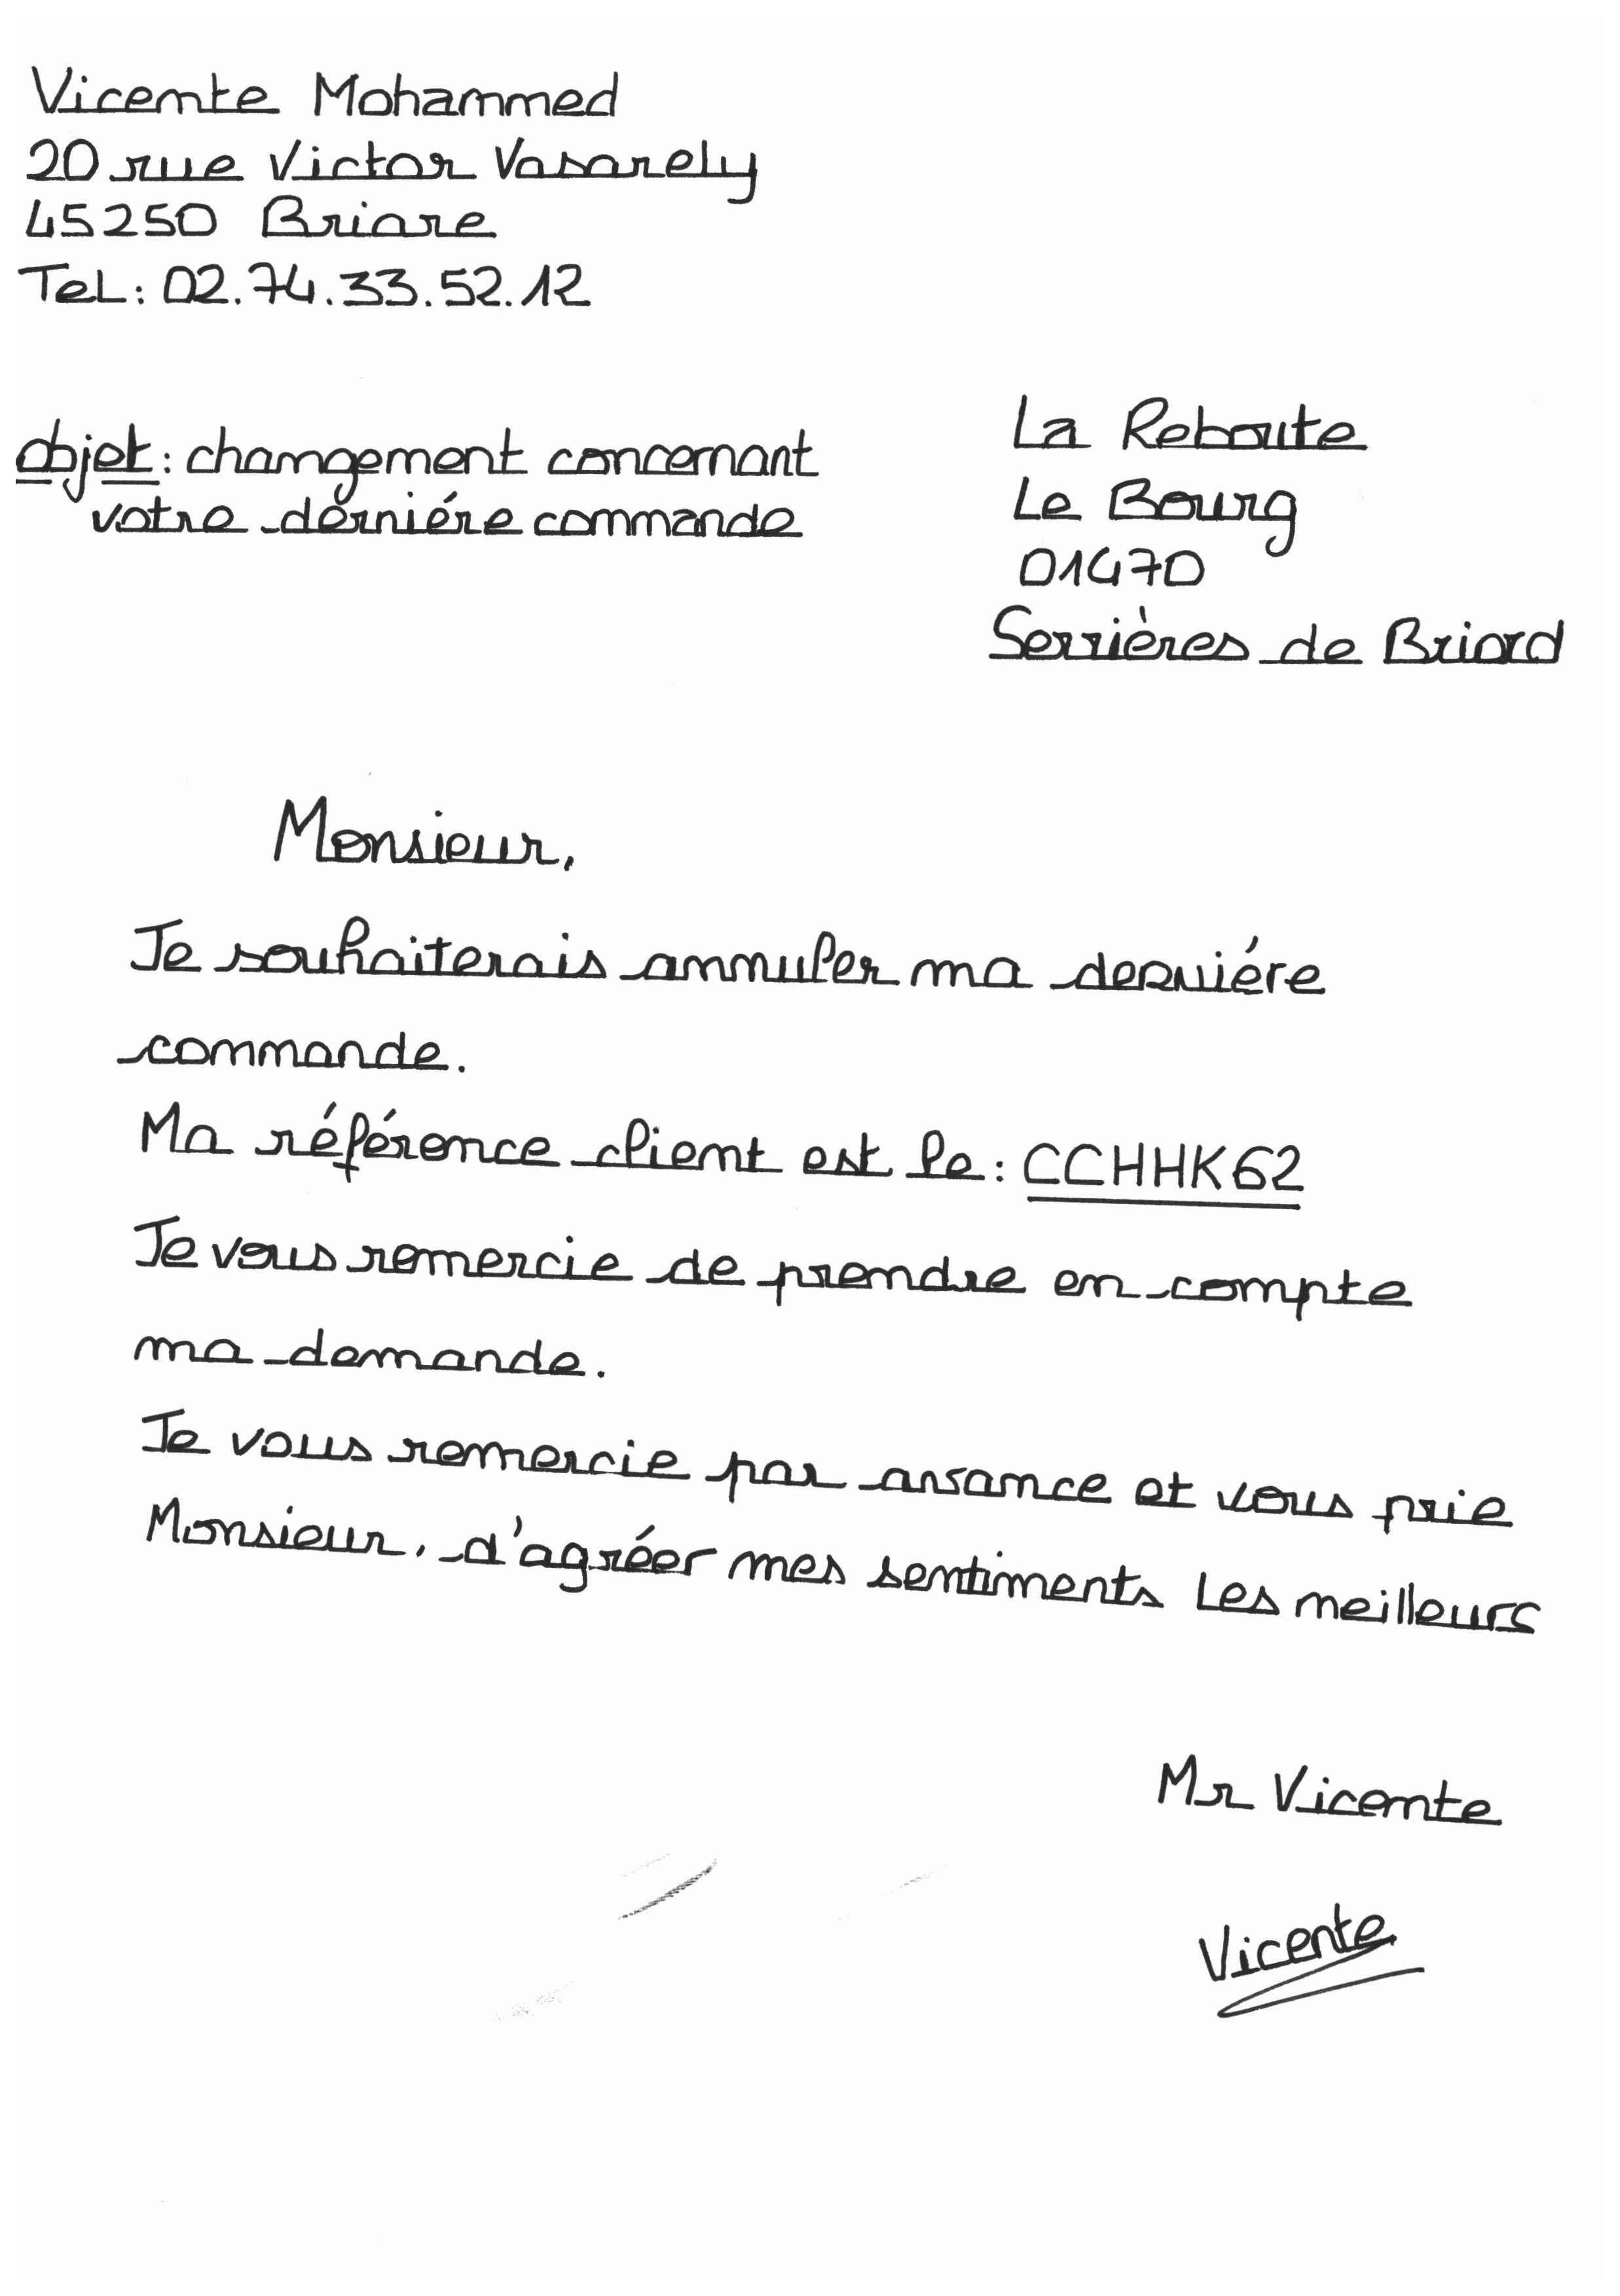 Vicente Mohammed
20 rue Victor Vasarely
45250 Briare
TeL: 02.74.33.52.12
objet: changement concernant
votre derniére commande
La Reboute
Le Bourg
01470
Serrières de Briord
Monsieur,
Je souhaiterais annuler ma derniére
commande.
Ma référence client est le: CCHHK62
Je vous remercie de prendre en compte
ma demande.
Je vous remercie par avsance et vous prie
Monsieur, d'agréer mes sentiments Les meilleurs
Mr Vicente
Vicente